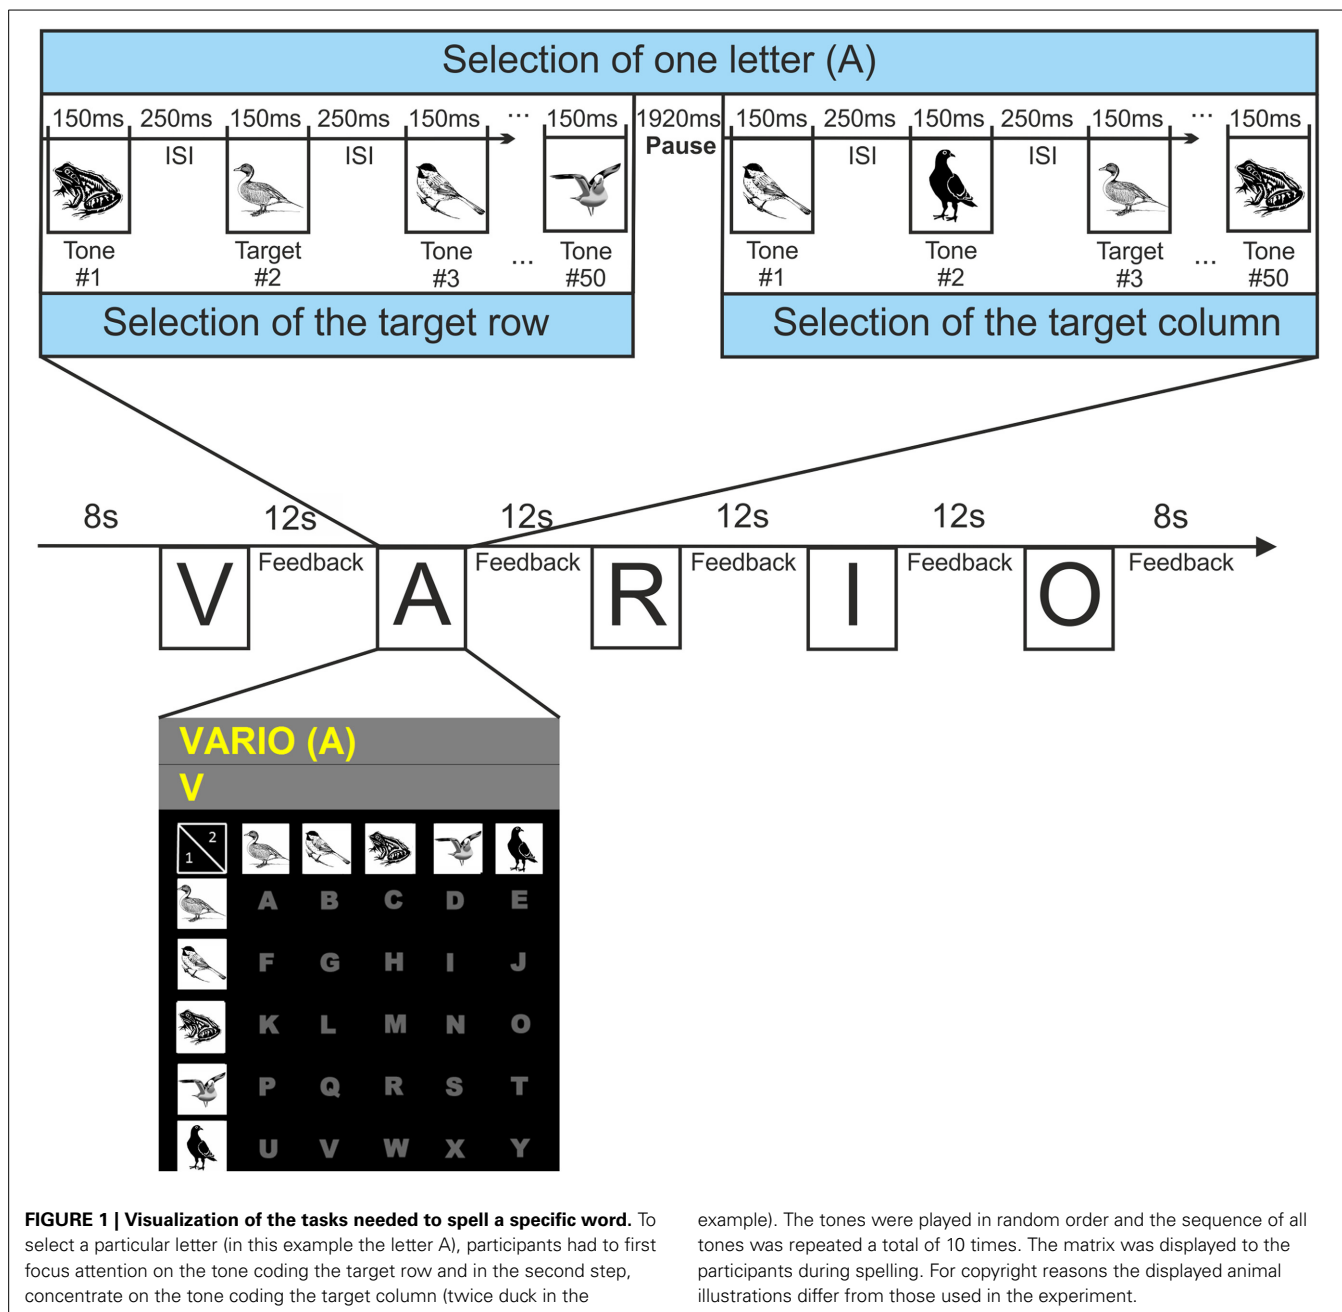 Selection of one letter (A)
150ms 250ms 150ms 250ms 150ms ... 150ms 1920ms 150ms 250ms 150ms 250ms 150ms ... 150ms
ISI ISI Pause ISI ISI
Tone Target Tone ... Tone Tone Tone Target ... Tone
#1 #2 #3 #50 #1 #2 #3 #50
Selection of the target row Selection of the target column
8s 12s 12s 12s 12s 8s
Feedback Feedback Feedback Feedback Feedback
V A R I O
VARIO (A)
V
2
1
A B C D E
F G H I J
K L M N O
P Q R S T
U V W X Y
FIGURE 1 | Visualization of the tasks needed to spell a specific word. To
select a particular letter (in this example the letter A), participants had to first
focus attention on the tone coding the target row and in the second step,
concentrate on the tone coding the target column (twice duck in the
example). The tones were played in random order and the sequence of all
tones was repeated a total of 10 times. The matrix was displayed to the
participants during spelling. For copyright reasons the displayed animal
illustrations differ from those used in the experiment.